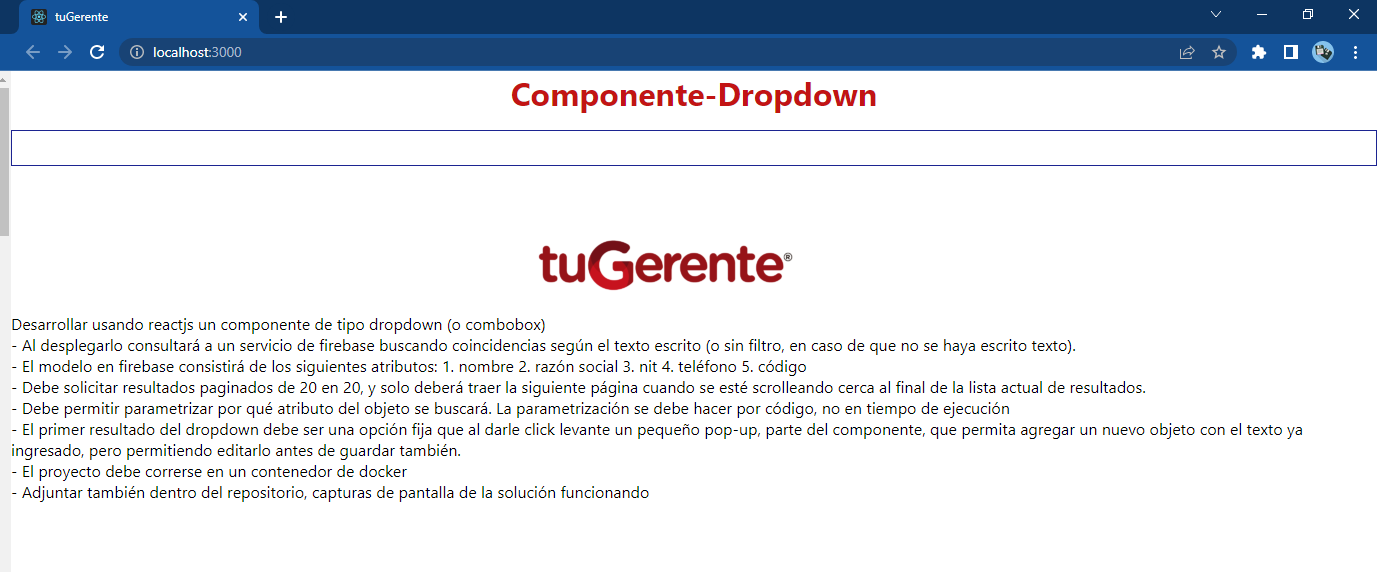 tuGerente
localhost:3000
Componente-Dropdown
tuGerente®
Desarrollar usando reactjs un componente de tipo dropdown (o combobox)
- Al desplegarlo consultará a un servicio de firebase buscando coincidencias según el texto escrito (o sin filtro, en caso de que no se haya escrito texto).
- El modelo en firebase consistirá de los siguientes atributos: 1. nombre 2. razón social 3. nit 4. teléfono 5. código
- Debe solicitar resultados paginados de 20 en 20, y solo deberá traer la siguiente página cuando se esté scrolleando cerca al final de la lista actual de resultados.
- Debe permitir parametrizar por qué atributo del objeto se buscará. La parametrización se debe hacer por código, no en tiempo de ejecución
- El primer resultado del dropdown debe ser una opción fija que al darle click levante un pequeño pop-up, parte del componente, que permita agregar un nuevo objeto con el texto ya
ingresado, pero permitiendo editarlo antes de guardar también.
- El proyecto debe correrse en un contenedor de docker
- Adjuntar también dentro del repositorio, capturas de pantalla de la solución funcionando